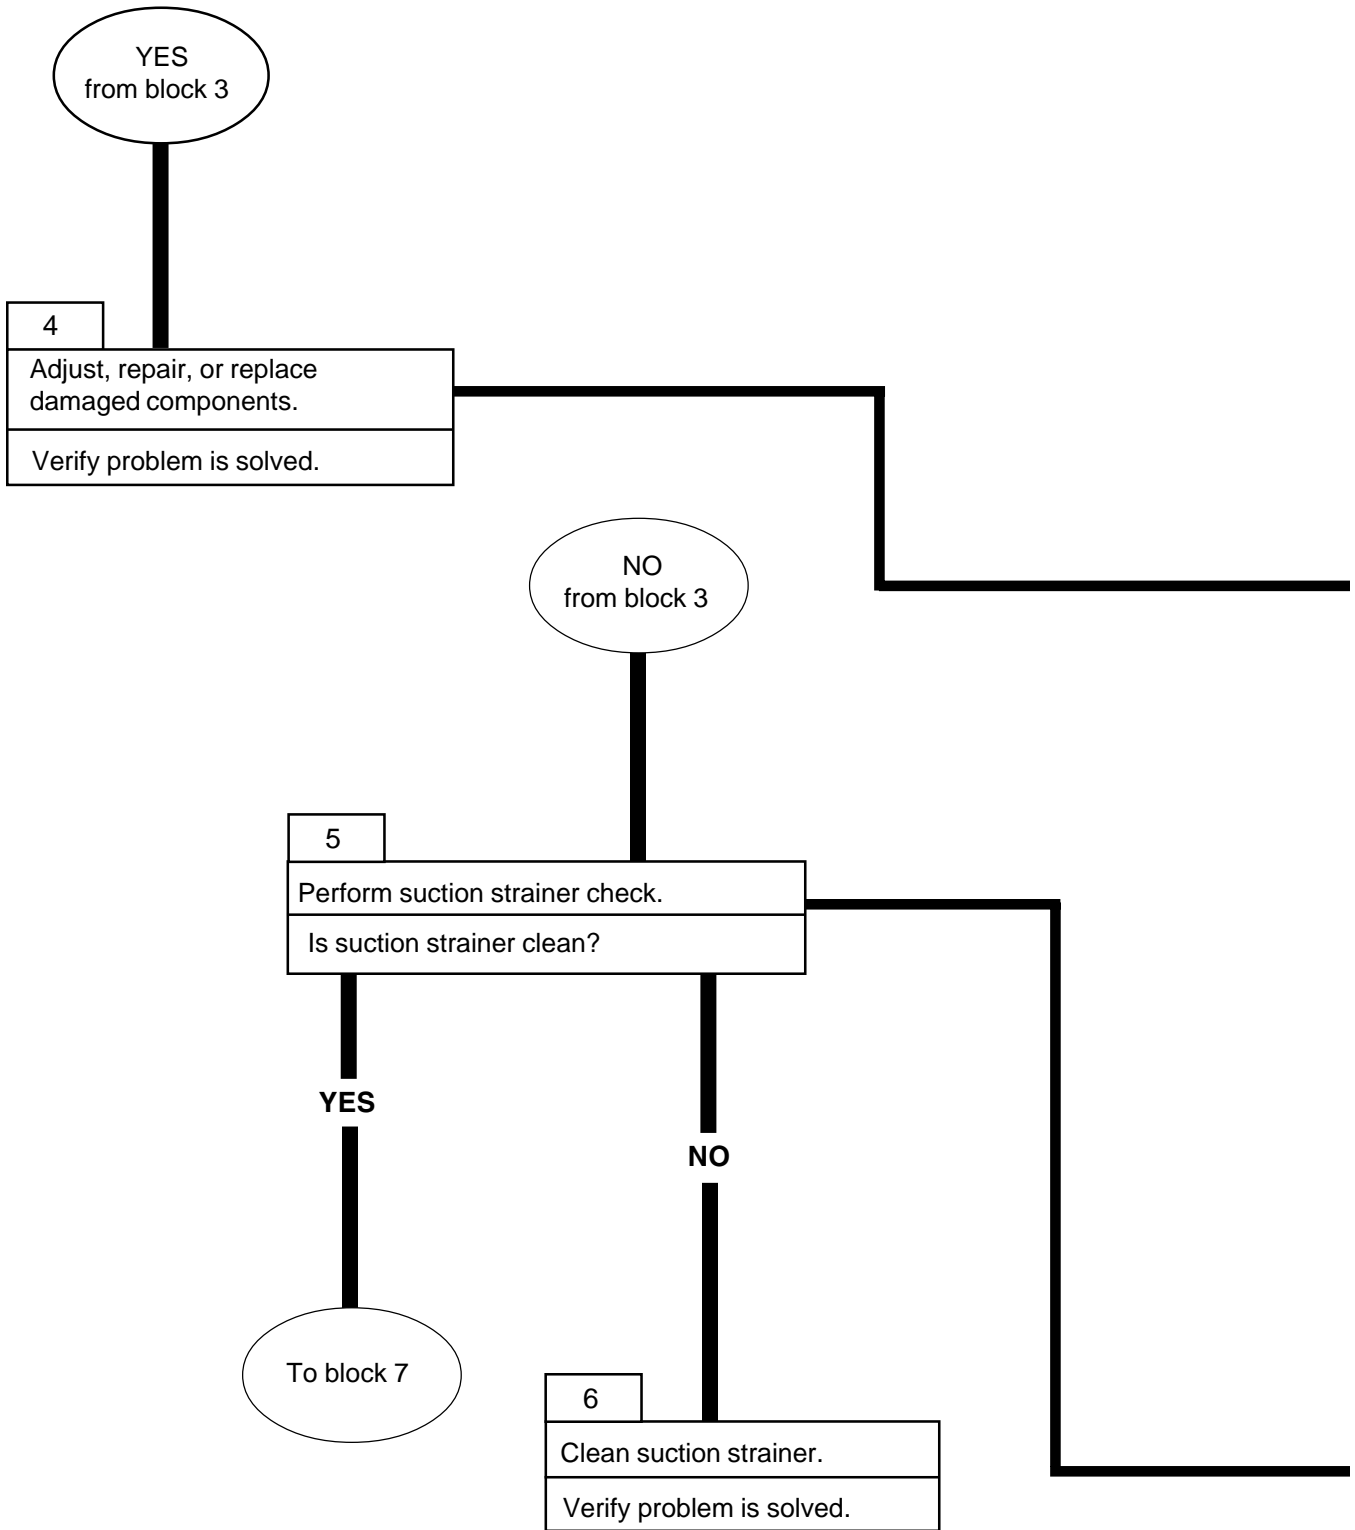 YES
from block 3
4
Adjust, repair, or replace
damaged components.
Verify problem is solved.
NO
from block 3
5
Perform suction strainer check.
Is suction strainer clean?
YES
NO
To block 7
6
Clean suction strainer.
Verify problem is solved.